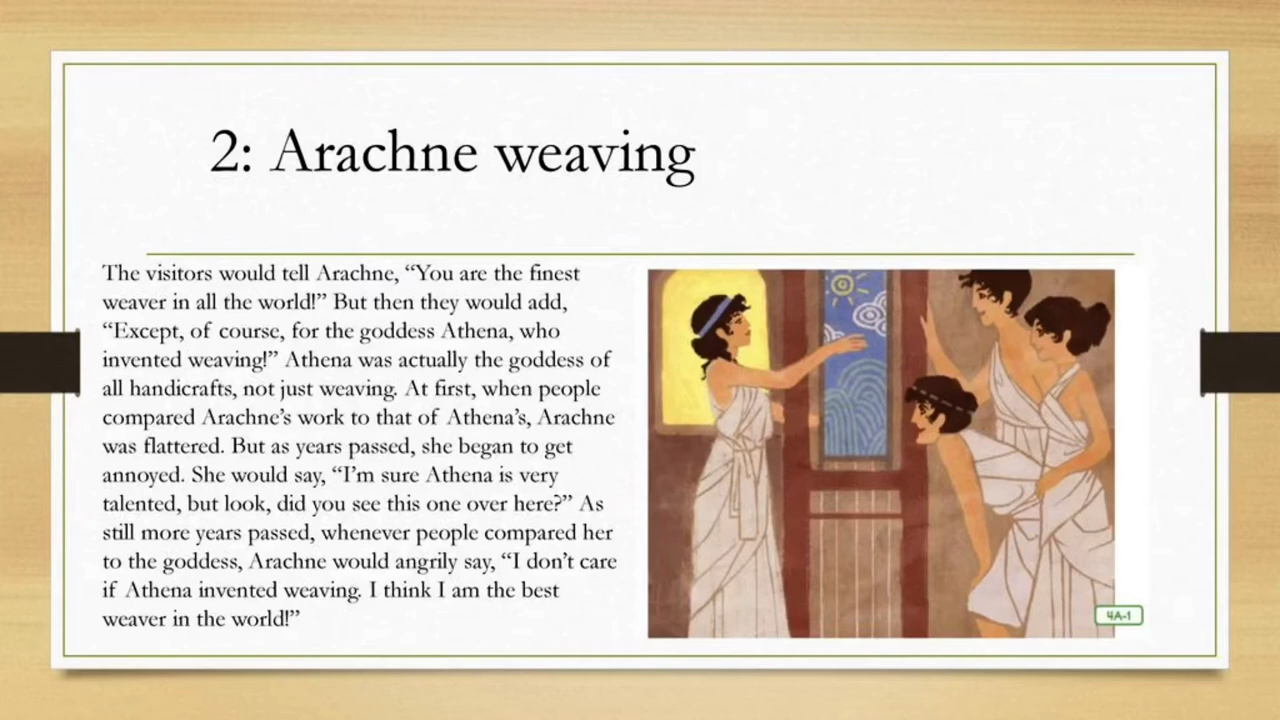 2: Arachne weaving
The visitors would tell Arachne, “You are the finest
weaver in all the world!” But then they would add,
“Except, of course, for the goddess Athena, who
invented weaving!” Athena was actually the goddess of
all handicrafts, not just weaving. At first, when people
compared Arachne’s work to that of Athena’s, Arachne
was flattered. But as years passed, she began to get
annoyed. She would say, “I’m sure Athena is very
talented, but look, did you see this one over here?” As
still more years passed, whenever people compared her
to the goddess, Arachne would angrily say, “I don’t care
if Athena invented weaving. I think I am the best
weaver in the world!”
4A-1